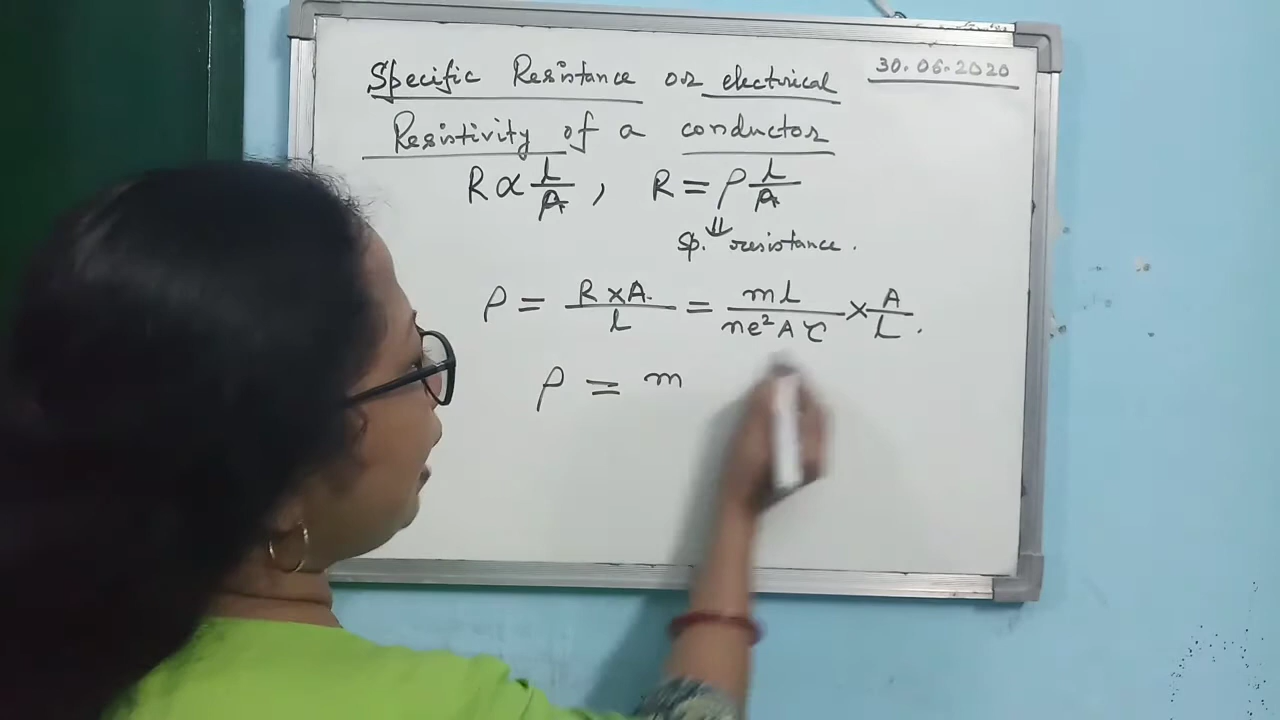 30.06.2020
Specific Resistance or electrical
Resistivity of a conductor
R ∝ L/A , R = ρ L/A
⇓
sp. resistance.
ρ = R × A. / L = mL / ne²Aτ × A / L.
ρ = m